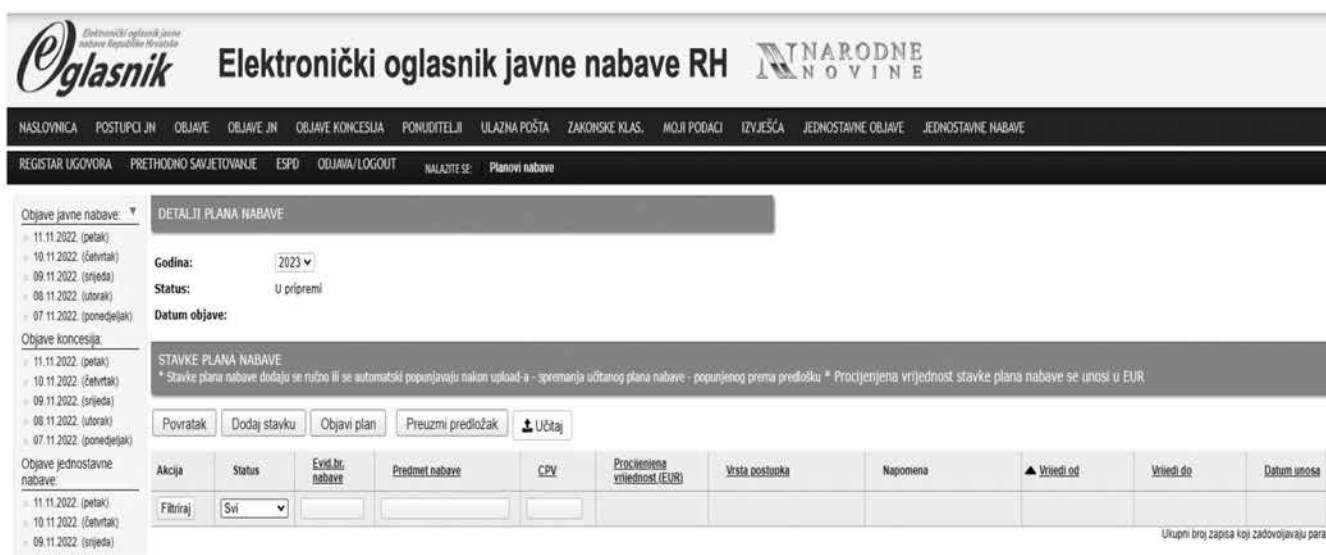 Elektronički oglasnik javne
nabave Republike Hrvatske
Oglasnik
Elektronički oglasnik javne nabave RH
NARODNE
NOVINE
NASLOVNICA POSTUPCI JN OBJAVE OBJAVE JN OBJAVE KONCESIJA PONUDITELJI ULAZNA POŠTA ZAKONSKE KLAS. MOJI PODACI IZVJEŠĆA JEDNOSTAVNE OBJAVE JEDNOSTAVNE NABAVE
REGISTAR UGOVORA PRETHODNO SAVJETOVANJE ESPD ODJAVA/LOGOUT NALAZITE SE: Planovi nabave
Objave javne nabave:
11.11.2022. (petak)
10.11.2022. (četvrtak)
09.11.2022. (srijeda)
08.11.2022. (utorak)
07.11.2022. (ponedjeljak)
Objave koncesija:
11.11.2022. (petak)
10.11.2022. (četvrtak)
09.11.2022. (srijeda)
08.11.2022. (utorak)
07.11.2022. (ponedjeljak)
Objave jednostavne
nabave:
11.11.2022. (petak)
10.11.2022. (četvrtak)
09.11.2022. (srijeda)
DETALJI PLANA NABAVE
Godina: 2023
Status: U pripremi
Datum objave:
STAVKE PLANA NABAVE
* Stavke plana nabave dodaju se ručno ili se automatski popunjavaju nakon upload-a - spremanja učitanog plana nabave - popunjenog prema predlošku * Procijenjena vrijednost stavke plana nabave se unosi u EUR
Povratak Dodaj stavku Objavi plan Preuzmi predložak Učitaj
Akcija Status Evid.br. nabave Predmet nabave CPV Procijenjena vrijednost (EUR) Vrsta postupka Napomena ▲ Vrijedi od Vrijedi do Datum unosa
Filtriraj Svi
Ukupni broj zapisa koji zadovoljavaju para